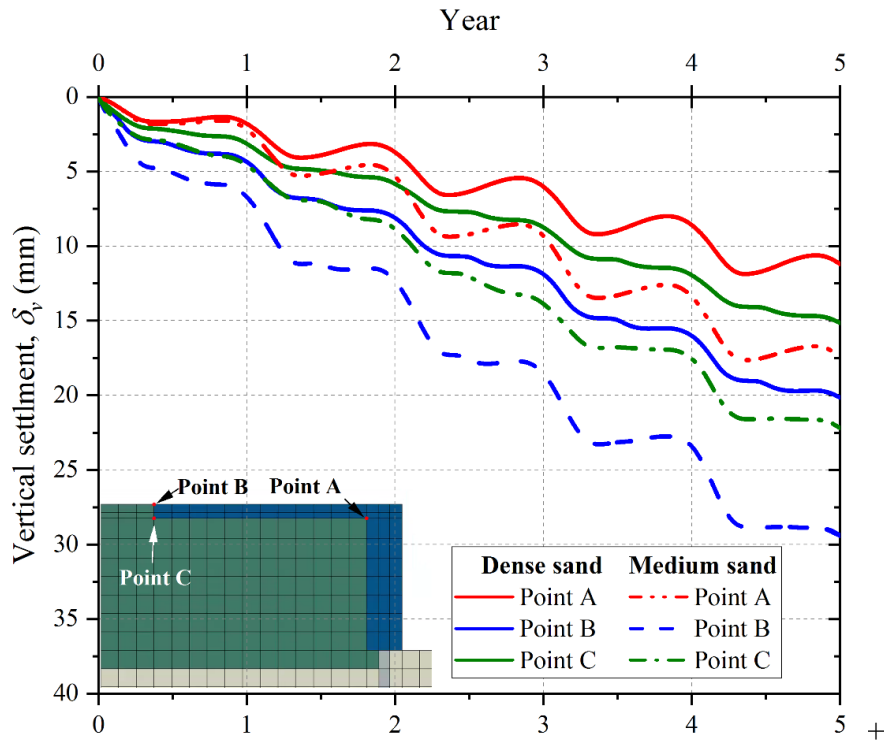 Year
0 1 2 3 4 5
0
5
10
15
20
25
30
35
40
Vertical settlment, δv (mm)
Point B Point A
Point C
Dense sand Medium sand
Point A Point A
Point B Point B
Point C Point C
0 1 2 3 4 5
+